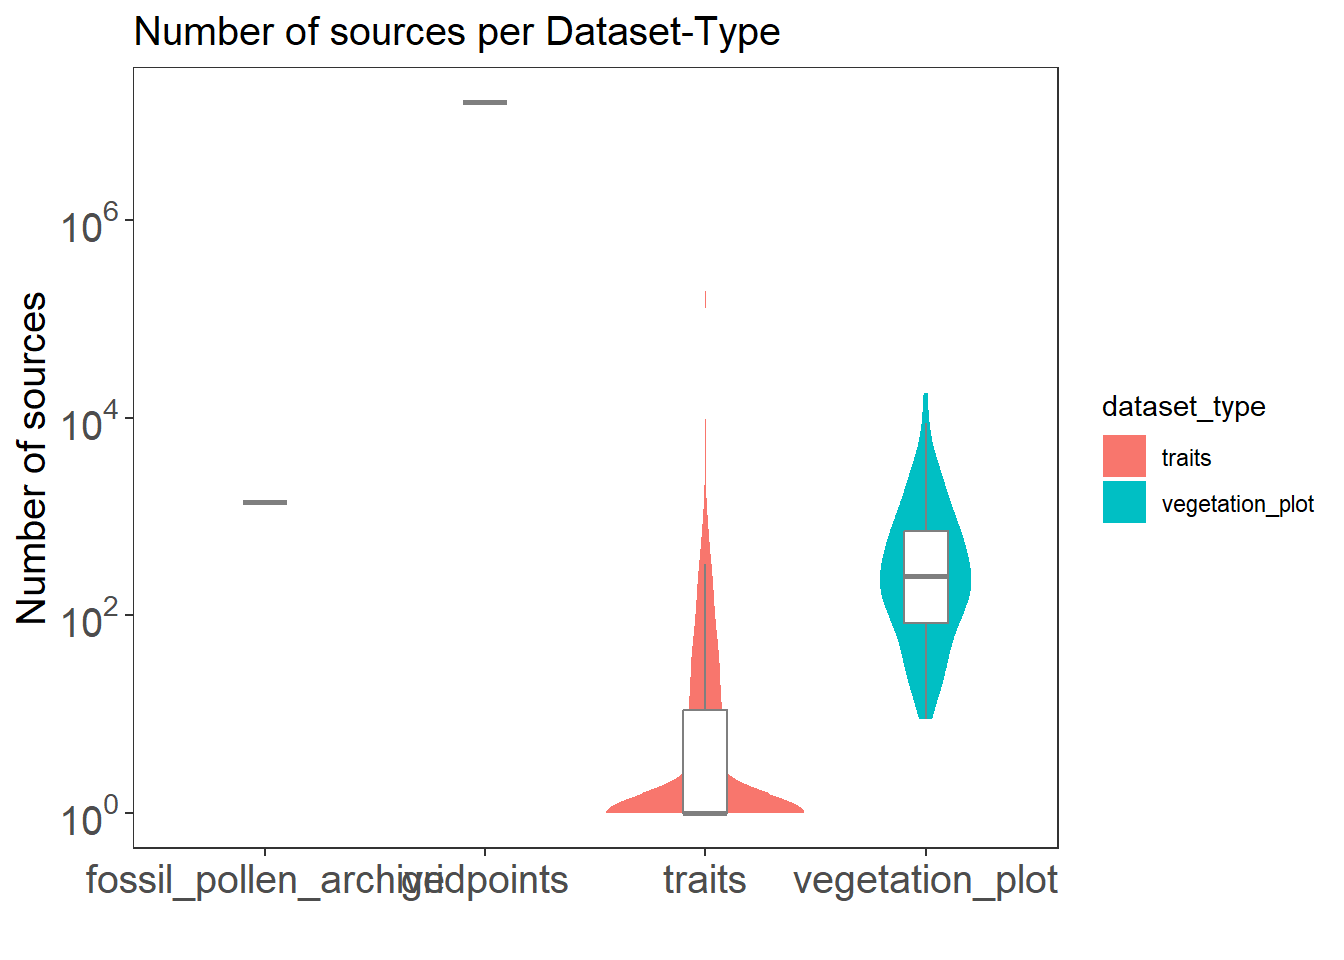 Number of sources per Dataset-Type
Number of sources
10^6
10^4
10^2
10^0
fossil_pollen_archive
gridpoints
traits
vegetation_plot
dataset_type
traits
vegetation_plot